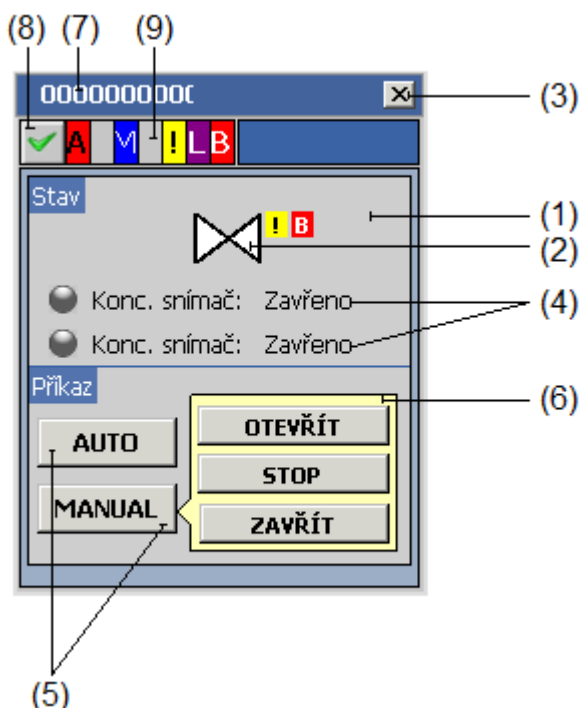 (8) (7) (9)
0000000000 (3)
A M ! L B
Stav
! B (1)
(2)
Konc. snímač: Zavřeno (4)
Konc. snímač: Zavřeno
Příkaz
(6)
AUTO OTEVŘÍT
STOP
MANUAL
ZAVŘÍT
(5)